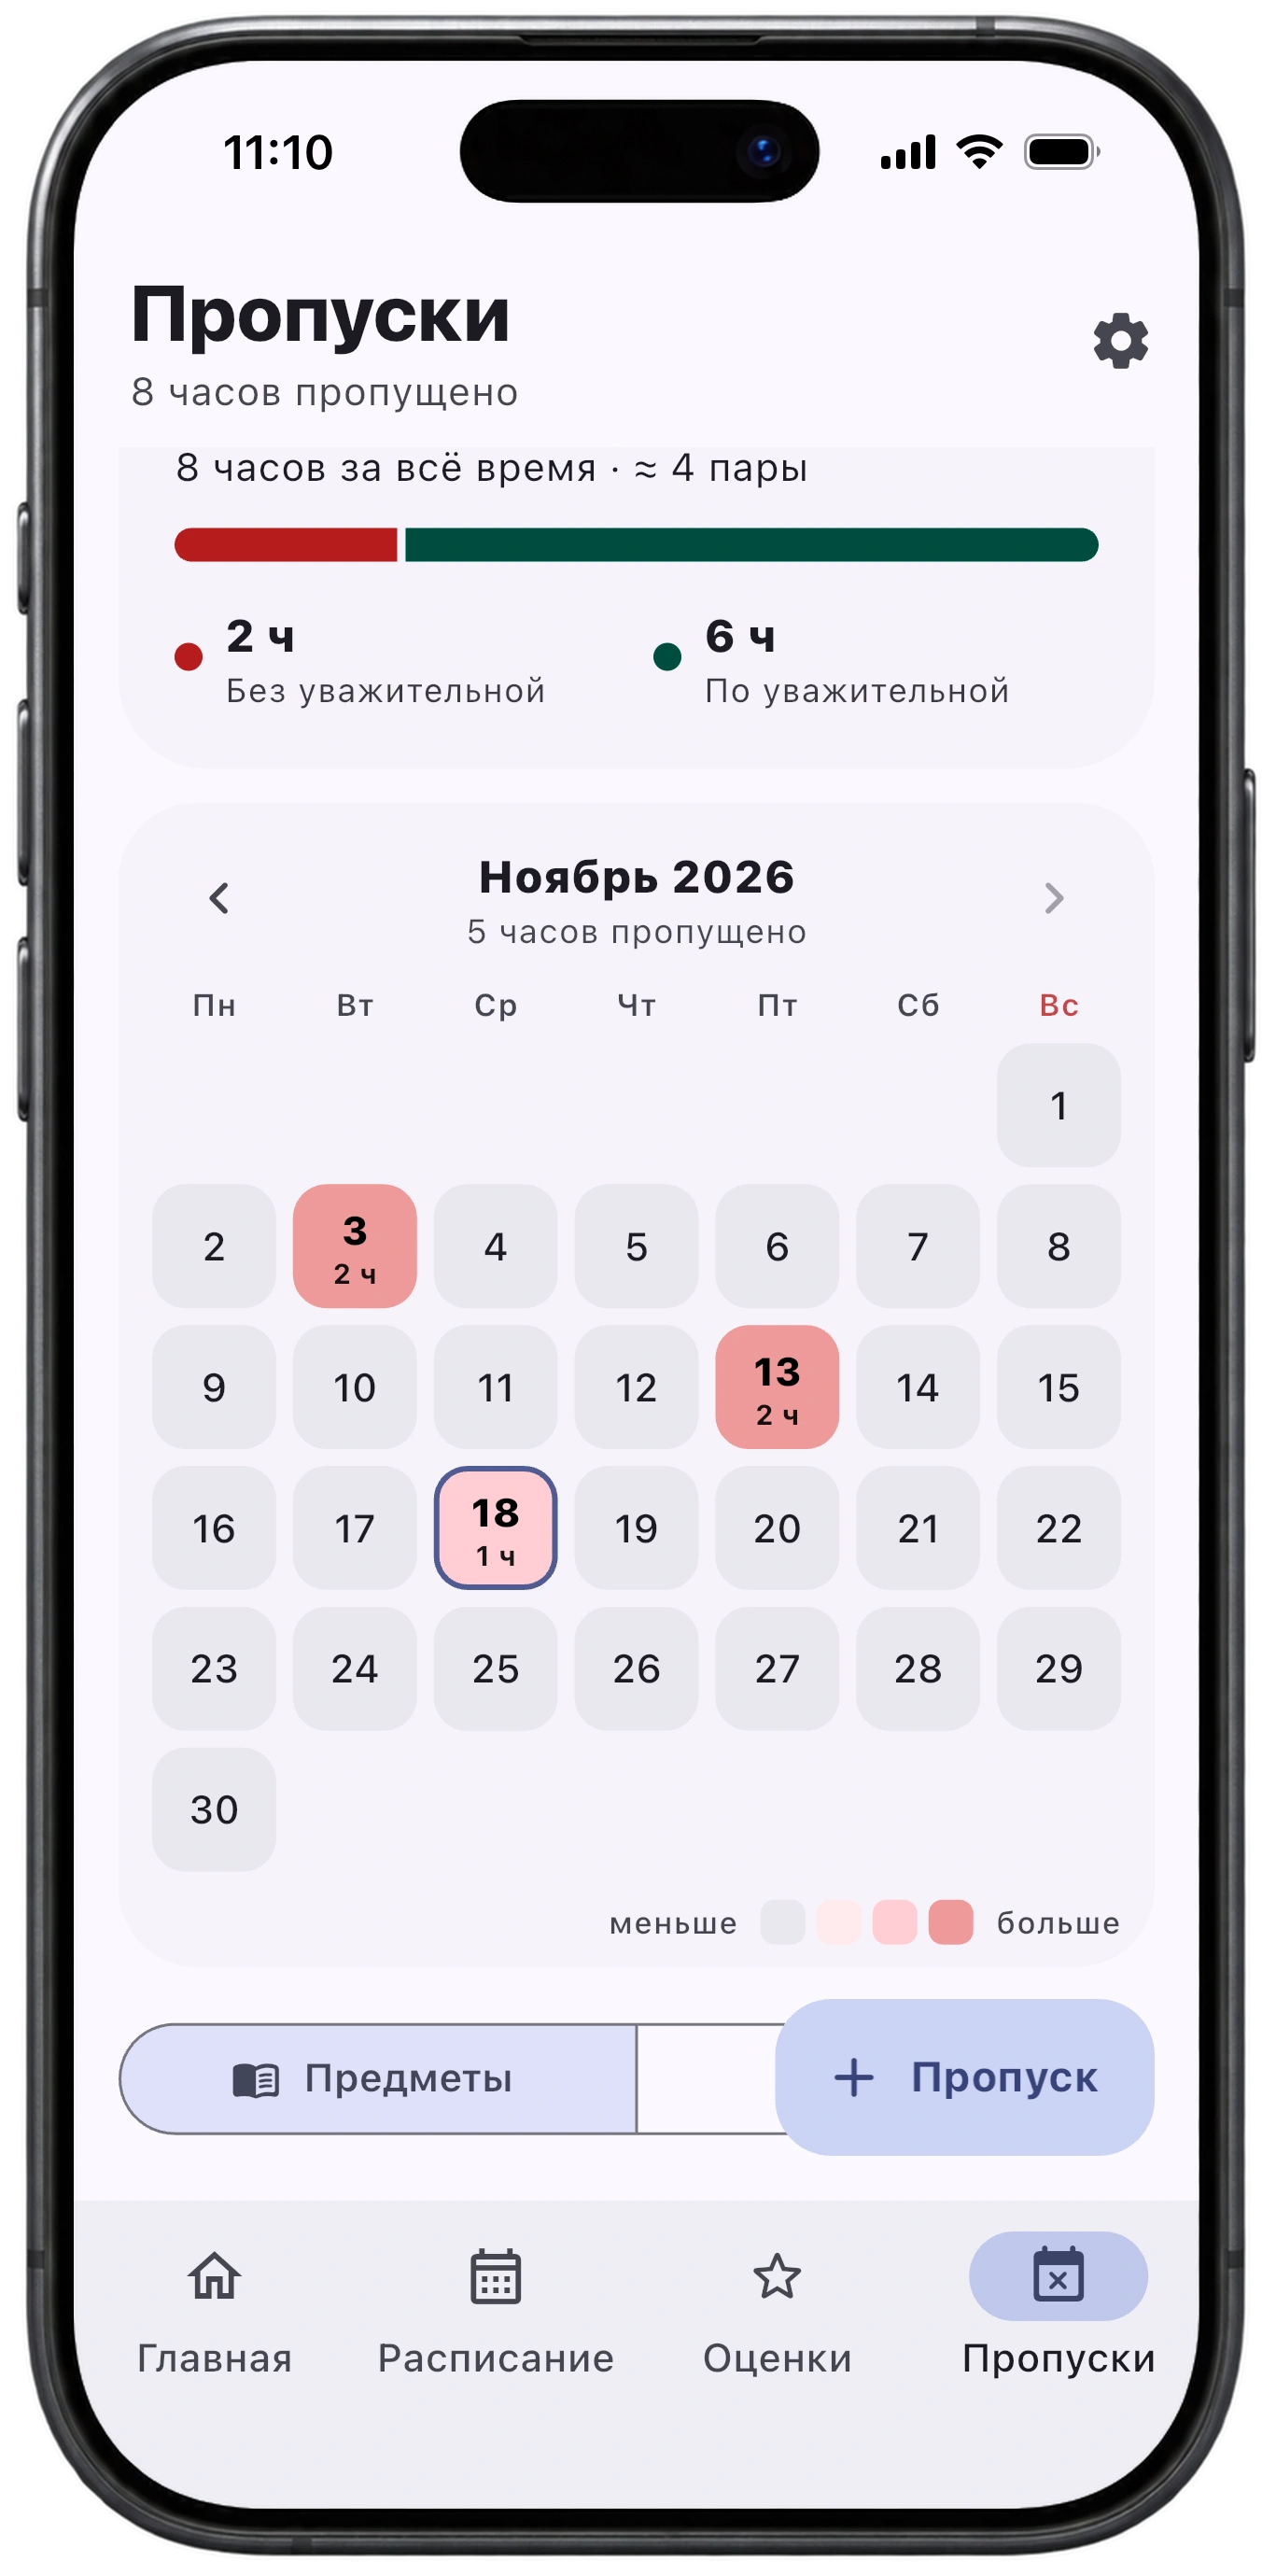 11:10
Пропуски
8 часов пропущено
8 часов за всё время · ≈ 4 пары
2 ч
Без уважительной
6 ч
По уважительной
Ноябрь 2026
5 часов пропущено
Пн Вт Ср Чт Пт Сб Вс
1
2 3 4 5 6 7 8
2 ч
9 10 11 12 13 14 15
2 ч
16 17 18 19 20 21 22
1 ч
23 24 25 26 27 28 29
30
меньше больше
Предметы
+ Пропуск
Главная Расписание Оценки Пропуски